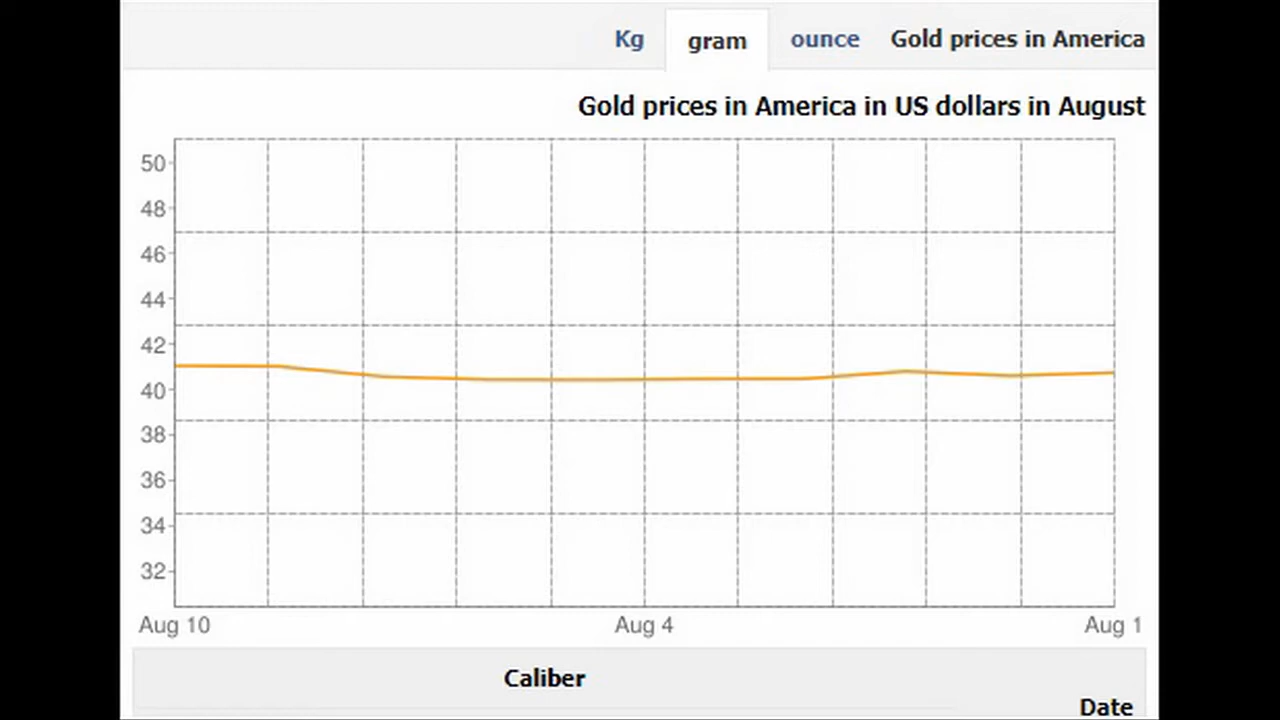 Kg gram ounce Gold prices in America
Gold prices in America in US dollars in August
50
48
46
44
42
40
38
36
34
32
Aug 10 Aug 4 Aug 1
Caliber
Date